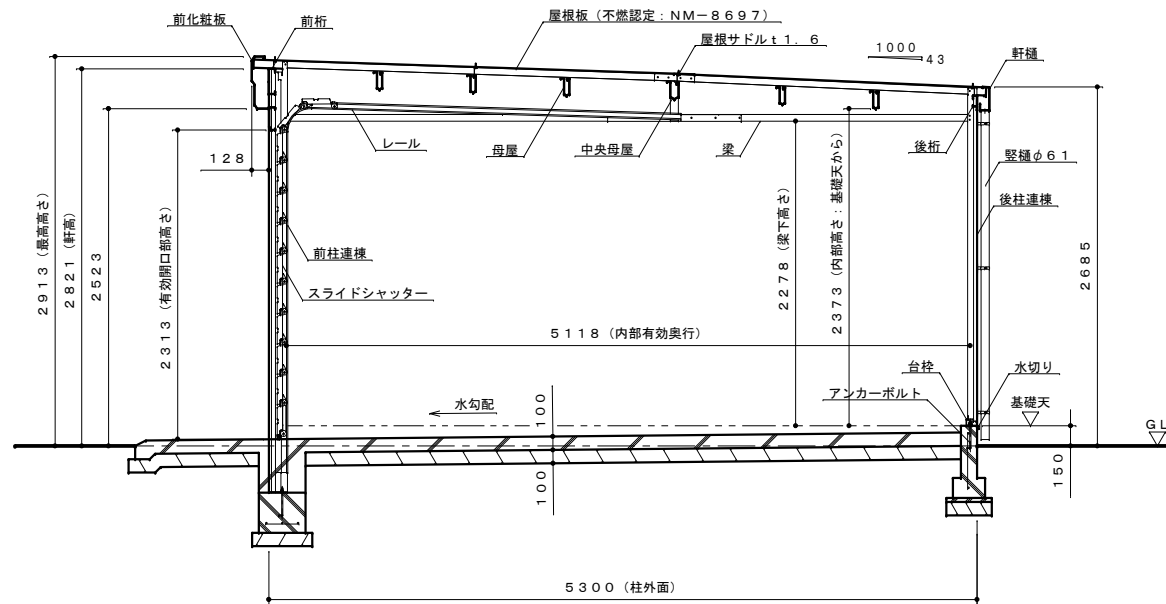 屋根板（不燃認定：ＮＭ－８６９７）
前化粧板
前桁
屋根サドルｔ１．６
１０００
４３
軒樋
レール
母屋
中央母屋
梁
後桁
竪樋φ６１
後柱連棟
１２８
前柱連棟
スライドシャッター
２９１３（最高高さ）
２８２１（軒高）
２５２３
２３１３（有効開口部高さ）
２２７８（梁下高さ）
２３７３（内部高さ：基礎天から）
２６８５
５１１８（内部有効奥行）
台枠
水切り
アンカーボルト
基礎天
水勾配
１００
ＧＬ
１００
１５０
５３００（柱外面）